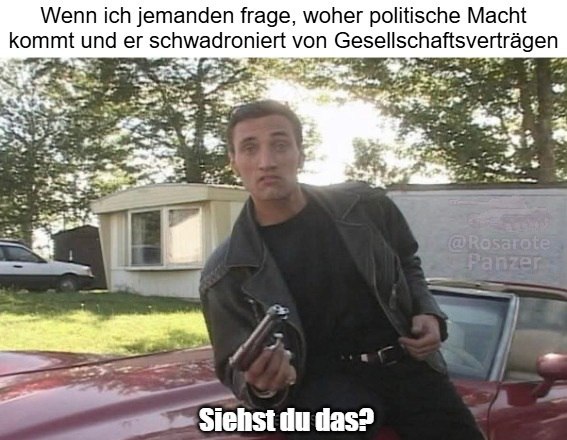 Wenn ich jemanden frage, woher politische Macht
kommt und er schwadroniert von Gesellschaftsverträgen
@Rosarote
Panzer
Siehst du das?